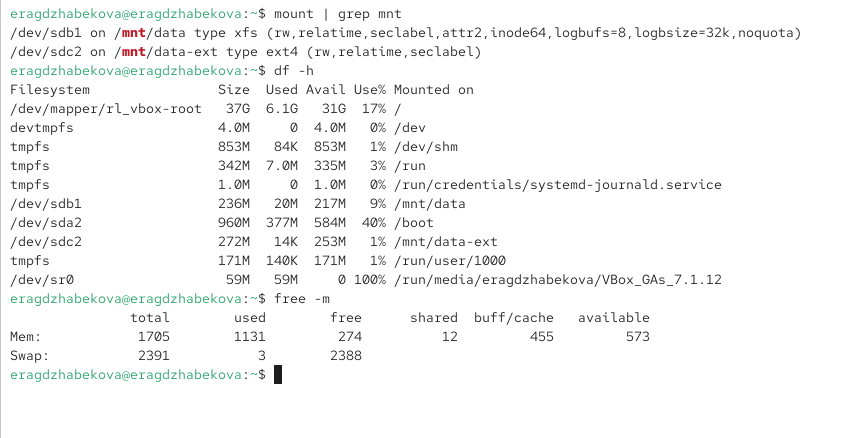 eragdzhabekova@eragdzhabekova:~$ mount | grep mnt
/dev/sdb1 on /mnt/data type xfs (rw,relatime,seclabel,attr2,inode64,logbufs=8,logbsize=32k,noquota)
/dev/sdc2 on /mnt/data-ext type ext4 (rw,relatime,seclabel)
eragdzhabekova@eragdzhabekova:~$ df -h
Filesystem                Size  Used Avail Use% Mounted on
/dev/mapper/rl_vbox-root   37G  6.1G   31G  17% /
devtmpfs                  4.0M     0  4.0M   0% /dev
tmpfs                     853M   84K  853M   1% /dev/shm
tmpfs                     342M  7.0M  335M   3% /run
tmpfs                     1.0M     0  1.0M   0% /run/credentials/systemd-journald.service
/dev/sdb1                 236M   20M  217M   9% /mnt/data
/dev/sda2                 960M  377M  584M  40% /boot
/dev/sdc2                 272M   14K  253M   1% /mnt/data-ext
tmpfs                     171M  140K  171M   1% /run/user/1000
/dev/sr0                   59M   59M     0 100% /run/media/eragdzhabekova/VBox_GAs_7.1.12
eragdzhabekova@eragdzhabekova:~$ free -m
               total        used        free      shared  buff/cache   available
Mem:            1705        1131         274          12         455         573
Swap:           2391           3        2388
eragdzhabekova@eragdzhabekova:~$